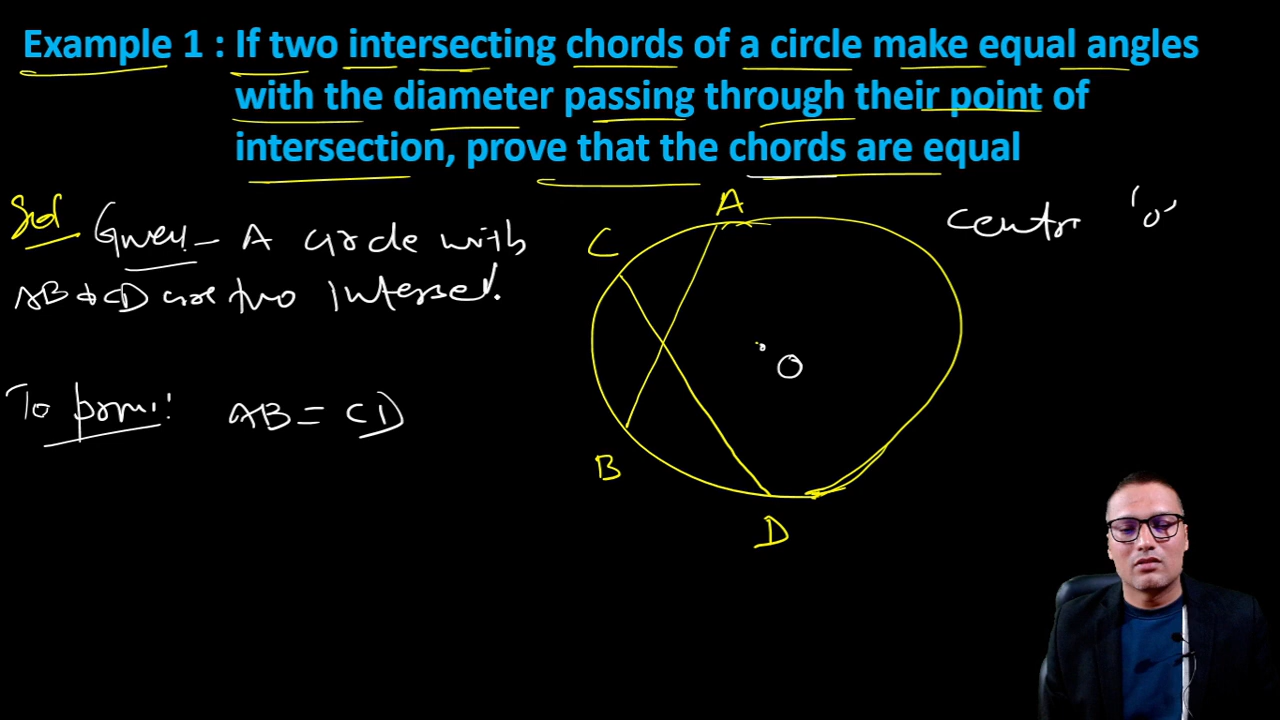 Example 1 : If two intersecting chords of a circle make equal angles
with the diameter passing through their point of
intersection, prove that the chords are equal
Sol Given - A circle with centr 'o'
AB & CD are two Intersect.
To prov: AB = CD
A
C
O
B
D